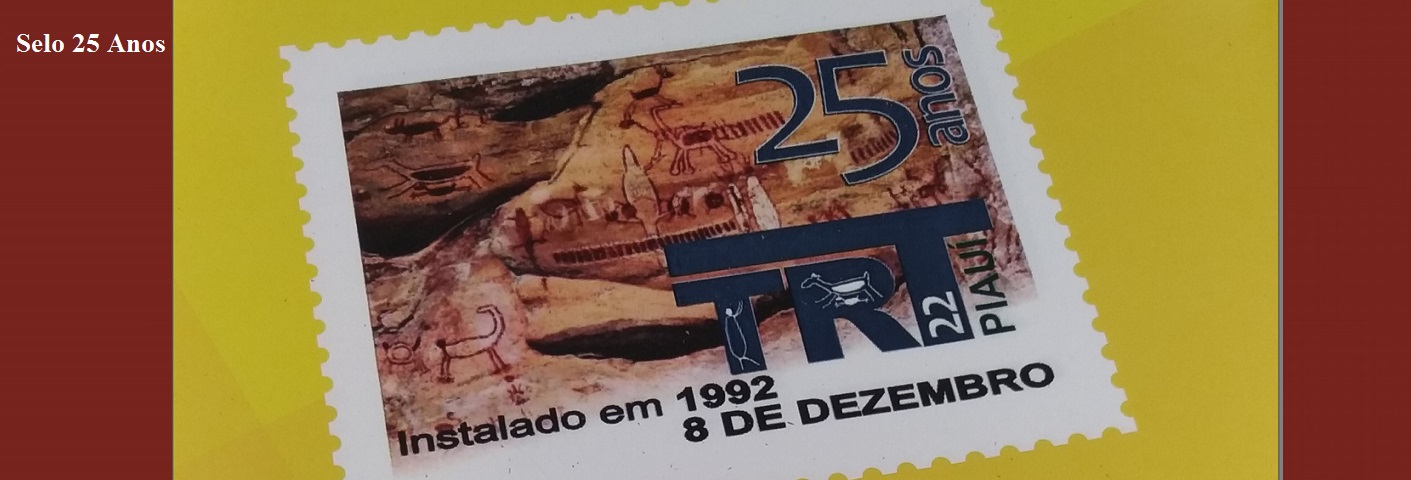 Selo 25 Anos
25 anos
TRT
22
PIAUÍ
Instalado em 1992
8 DE DEZEMBRO